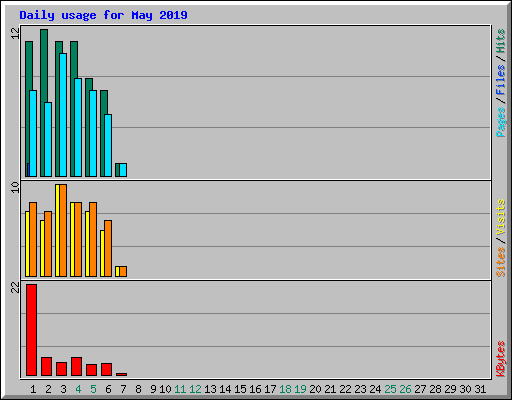 Daily usage for May 2019
12
Pages / Files / Hits
10
Sites / Visits
22
KBytes
1 2 3 4 5 6 7 8 9 10 11 12 13 14 15 16 17 18 19 20 21 22 23 24 25 26 27 28 29 30 31